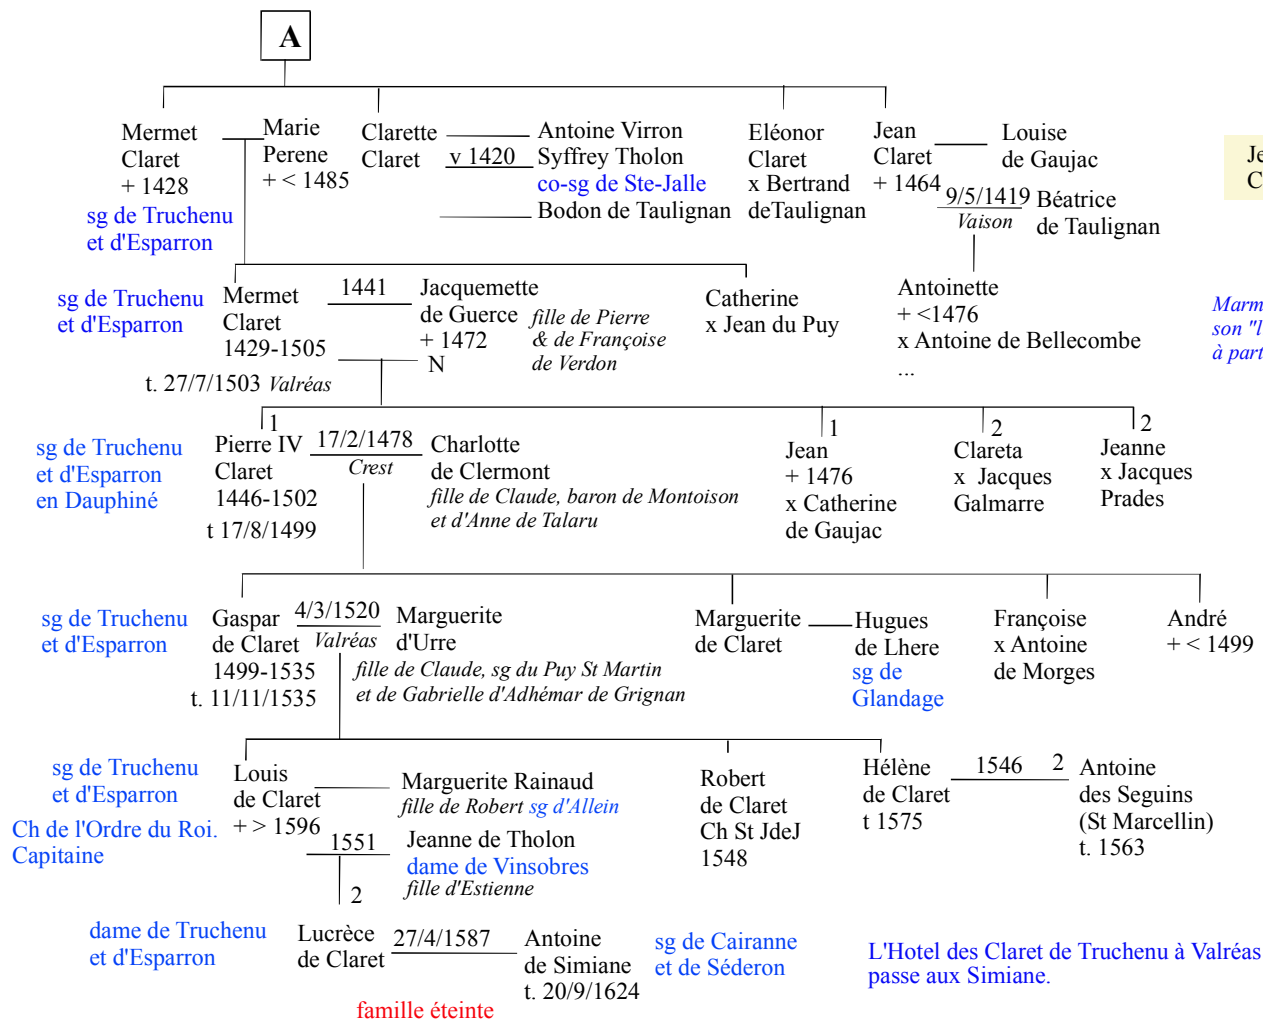 A
Mermet
Claret
+ 1428
sg de Truchenu
et d'Esparron
Marie
Perene
+ < 1485
Clarette
Claret
v 1420
Antoine Virron
Syffrey Tholon
co-sg de Ste-Jalle
Bodon de Taulignan
Eléonor
Claret
x Bertrand
deTaulignan
Jean
Claret
+ 1464
Louise
de Gaujac
9/5/1419
Vaison
Béatrice
de Taulignan
Je
C
sg de Truchenu
et d'Esparron
Mermet
Claret
1429-1505
t. 27/7/1503 Valréas
1441
Jacquemette
de Guerce
+ 1472
N
fille de Pierre
& de Françoise
de Verdon
Catherine
x Jean du Puy
Antoinette
+ <1476
x Antoine de Bellecombe
...
Marm
son "l
à part
sg de Truchenu
et d'Esparron
en Dauphiné
1
Pierre IV
Claret
1446-1502
t 17/8/1499
17/2/1478
Crest
Charlotte
de Clermont
fille de Claude, baron de Montoison
et d'Anne de Talaru
1
Jean
+ 1476
x Catherine
de Gaujac
2
Clareta
x Jacques
Galmarre
2
Jeanne
x Jacques
Prades
sg de Truchenu
et d'Esparron
Gaspar
de Claret
1499-1535
t. 11/11/1535
4/3/1520
Valréas
Marguerite
d'Urre
fille de Claude, sg du Puy St Martin
et de Gabrielle d'Adhémar de Grignan
Marguerite
de Claret
Hugues
de Lhere
sg de
Glandage
Françoise
x Antoine
de Morges
André
+ < 1499
sg de Truchenu
et d'Esparron
Ch de l'Ordre du Roi.
Capitaine
Louis
de Claret
+ > 1596
Marguerite Rainaud
fille de Robert sg d'Allein
1551
Jeanne de Tholon
dame de Vinsobres
fille d'Estienne
2
Robert
de Claret
Ch St JdeJ
1548
Hélène
de Claret
t 1575
1546
2
Antoine
des Seguins
(St Marcellin)
t. 1563
dame de Truchenu
et d'Esparron
Lucrèce
de Claret
27/4/1587
Antoine
de Simiane
t. 20/9/1624
sg de Cairanne
et de Séderon
L'Hotel des Claret de Truchenu à Valréas
passe aux Simiane.
famille éteinte